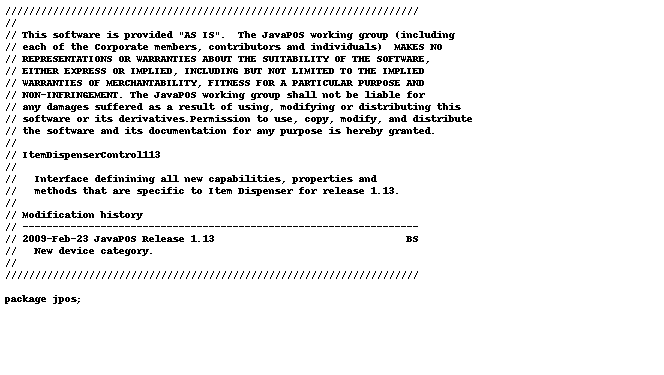 //////////////////////////////////////////////////////////////////////
//
// This software is provided "AS IS".  The JavaPOS working group (including
// each of the Corporate members, contributors and individuals)  MAKES NO
// REPRESENTATIONS OR WARRANTIES ABOUT THE SUITABILITY OF THE SOFTWARE,
// EITHER EXPRESS OR IMPLIED, INCLUDING BUT NOT LIMITED TO THE IMPLIED
// WARRANTIES OF MERCHANTABILITY, FITNESS FOR A PARTICULAR PURPOSE AND
// NON-INFRINGEMENT. The JavaPOS working group shall not be liable for
// any damages suffered as a result of using, modifying or distributing this
// software or its derivatives.Permission to use, copy, modify, and distribute
// the software and its documentation for any purpose is hereby granted.
//
// ItemDispenserControl113
//
//   Interface definining all new capabilities, properties and
//   methods that are specific to Item Dispenser for release 1.13.
//
// Modification history
// ------------------------------------------------------------------
// 2009-Feb-23 JavaPOS Release 1.13                                BS
//   New device category.
//
//////////////////////////////////////////////////////////////////////
package jpos;